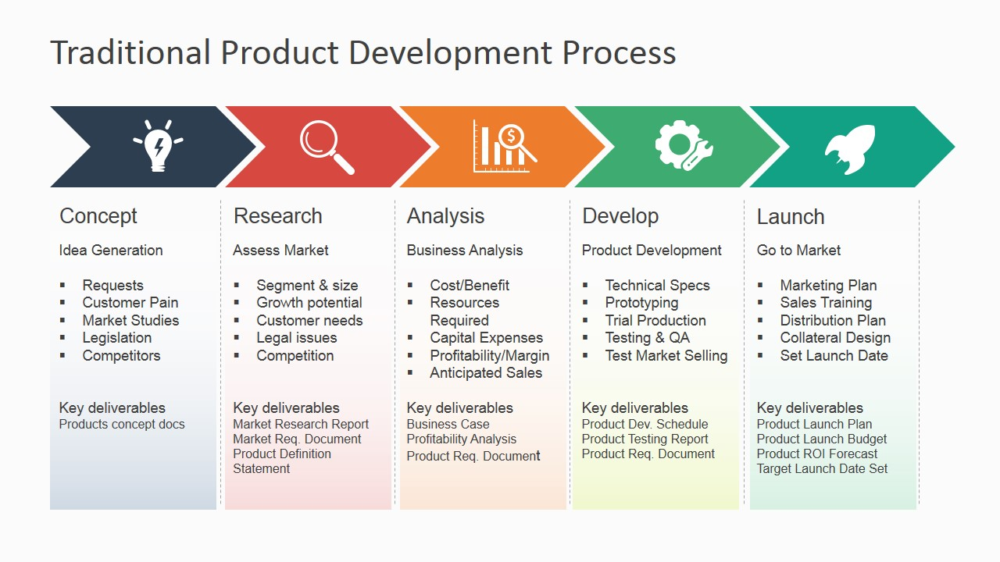 Traditional Product Development Process
Concept
Idea Generation
▪ Requests
▪ Customer Pain
▪ Market Studies
▪ Legislation
▪ Competitors
Key deliverables
Products concept docs
Research
Assess Market
▪ Segment & size
▪ Growth potential
▪ Customer needs
▪ Legal issues
▪ Competition
Key deliverables
Market Research Report
Market Req. Document
Product Definition
Statement
Analysis
Business Analysis
▪ Cost/Benefit
▪ Resources
Required
▪ Capital Expenses
▪ Profitability/Margin
▪ Anticipated Sales
Key deliverables
Business Case
Profitability Analysis
Product Req. Document
Develop
Product Development
▪ Technical Specs
▪ Prototyping
▪ Trial Production
▪ Testing & QA
▪ Test Market Selling
Key deliverables
Product Dev. Schedule
Product Testing Report
Product Req. Document
Launch
Go to Market
▪ Marketing Plan
▪ Sales Training
▪ Distribution Plan
▪ Collateral Design
▪ Set Launch Date
Key deliverables
Product Launch Plan
Product Launch Budget
Product ROI Forecast
Target Launch Date Set
$